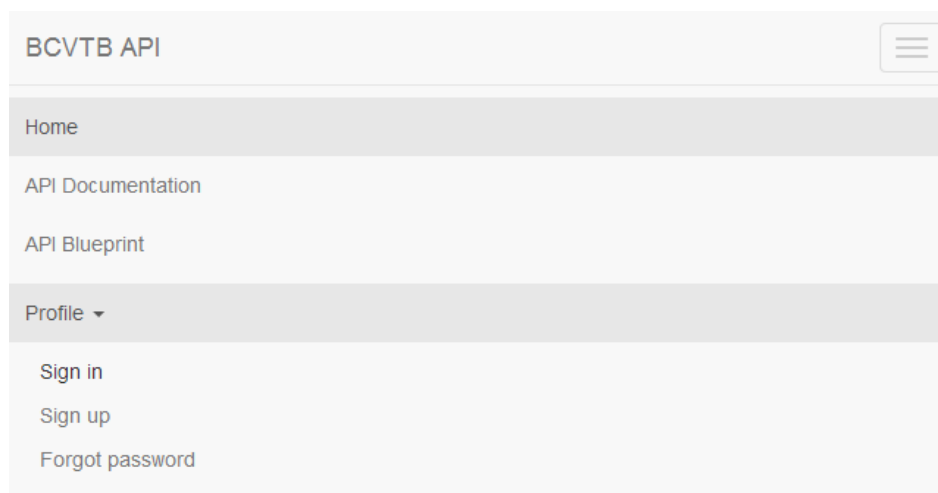 BCVTB API
Home
API Documentation
API Blueprint
Profile
Sign in
Sign up
Forgot password